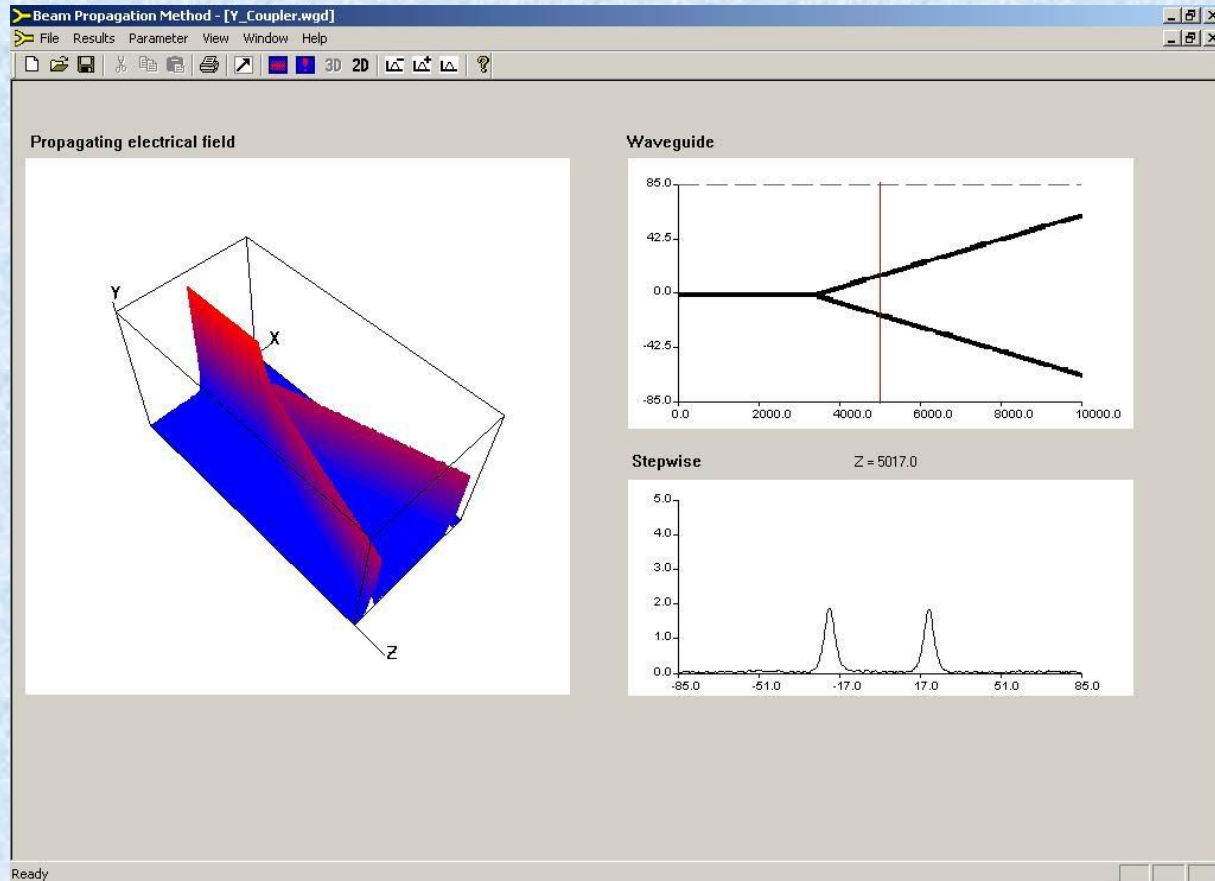 Beam Propagation Method - [Y_Coupler.wgd]
File Results Parameter View Window Help
3D 2D
Propagating electrical field
Y
X
Z
Waveguide
85.0
42.5
0.0
-42.5
-85.0
0.0 2000.0 4000.0 6000.0 8000.0 10000.0
Stepwise Z = 5017.0
5.0
4.0
3.0
2.0
1.0
0.0
-85.0 -51.0 -17.0 17.0 51.0 85.0
Ready